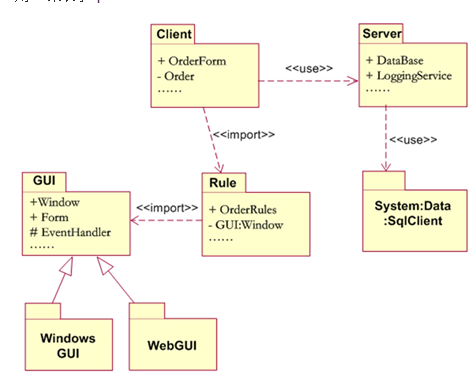 Client
+ OrderForm
- Order
......
<<use>>
Server
+ DataBase
+ LoggingService
......
<<import>>
<<use>>
GUI
+Window
+ Form
# EventHandler
......
<<import>>
Rule
+ OrderRules
- GUI:Window
......
System:Data
:SqlClient
Windows
GUI
WebGUI